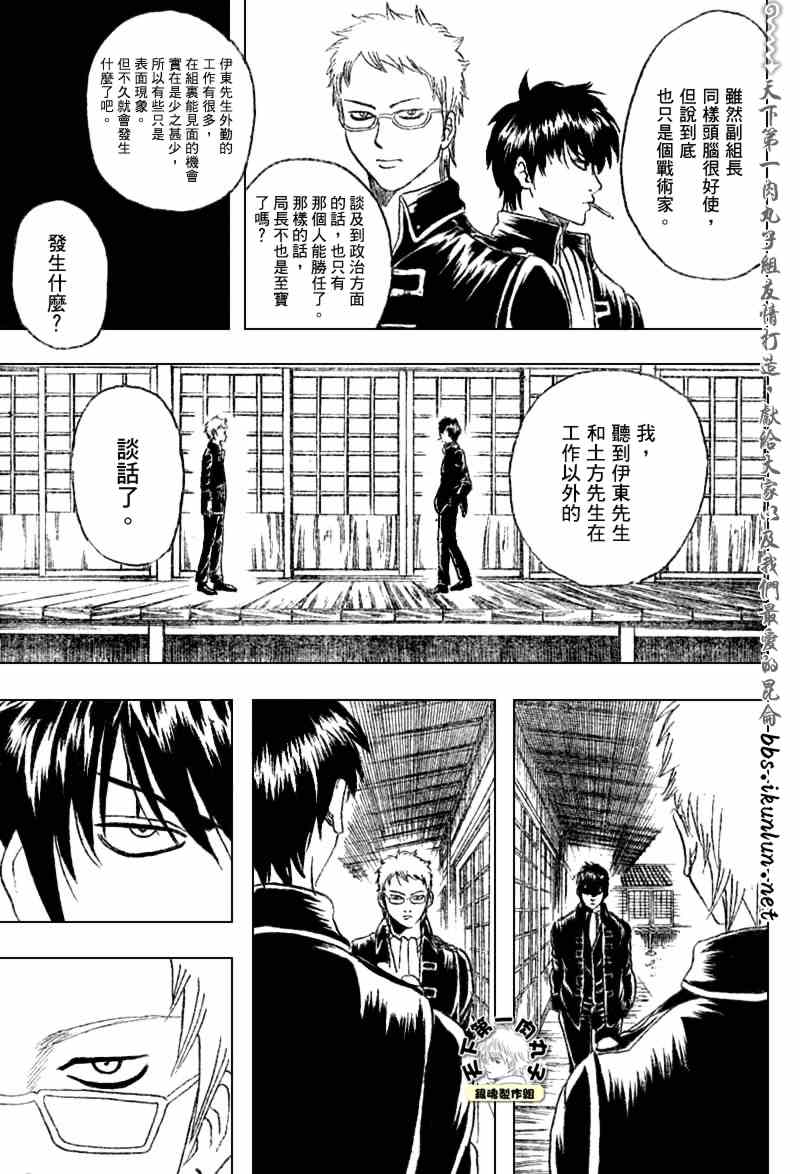 雖然副組長
同樣頭腦很好使，
但說到底
也只是個戰術家。
談及到政治方面
的話，也只有
那個人能勝任了。
那樣的話，
局長不也是至寶
了嗎？
伊東先生外勤的
工作有很多，
在組裏能見面的機會
實在是少之甚少，
所以有些只是
表面現象。
但不久就會發生
什麼了吧。
發生什麼？
我，
聽到伊東先生
和土方先生在
工作以外的
談話了。
天下第一肉丸子組友情打造，獻給大家以及我們最愛的昆侖-bbs.ikunlun.net
天下第一肉丸子
銀魂製作組